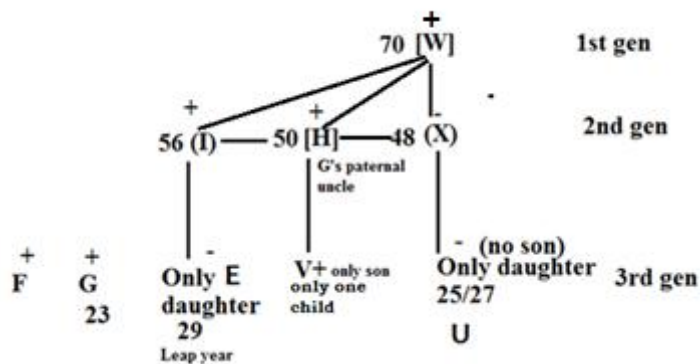 +
70 [W] 1st gen
-
+ + -
56 (I) 50 [H] 48 (X) 2nd gen
G's paternal
uncle
+ + - - (no son)
F G Only E V+ only son Only daughter 3rd gen
23 daughter only one 25/27
29 child
Leap year U